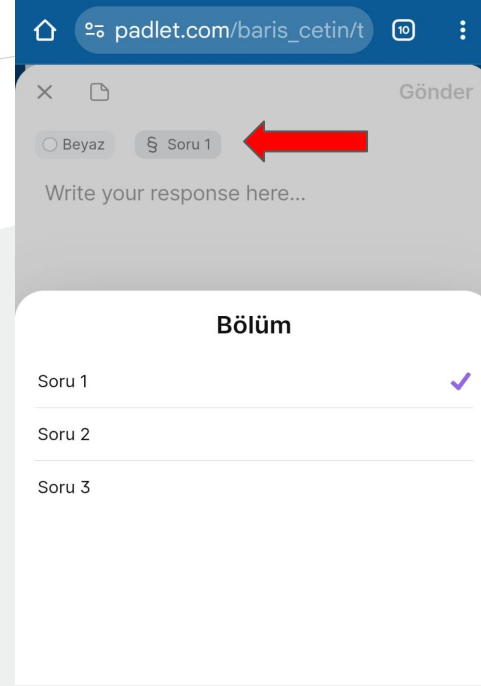 padlet.com/baris_cetin/t
10
Gönder
Beyaz
§ Soru 1
Write your response here...
Bölüm
Soru 1
Soru 2
Soru 3